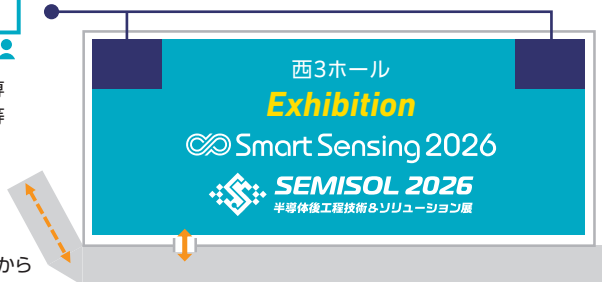 西3ホール
Exhibition
Smart Sensing 2026
SEMISOL 2026
半導体後工程技術&ソリューション展
から